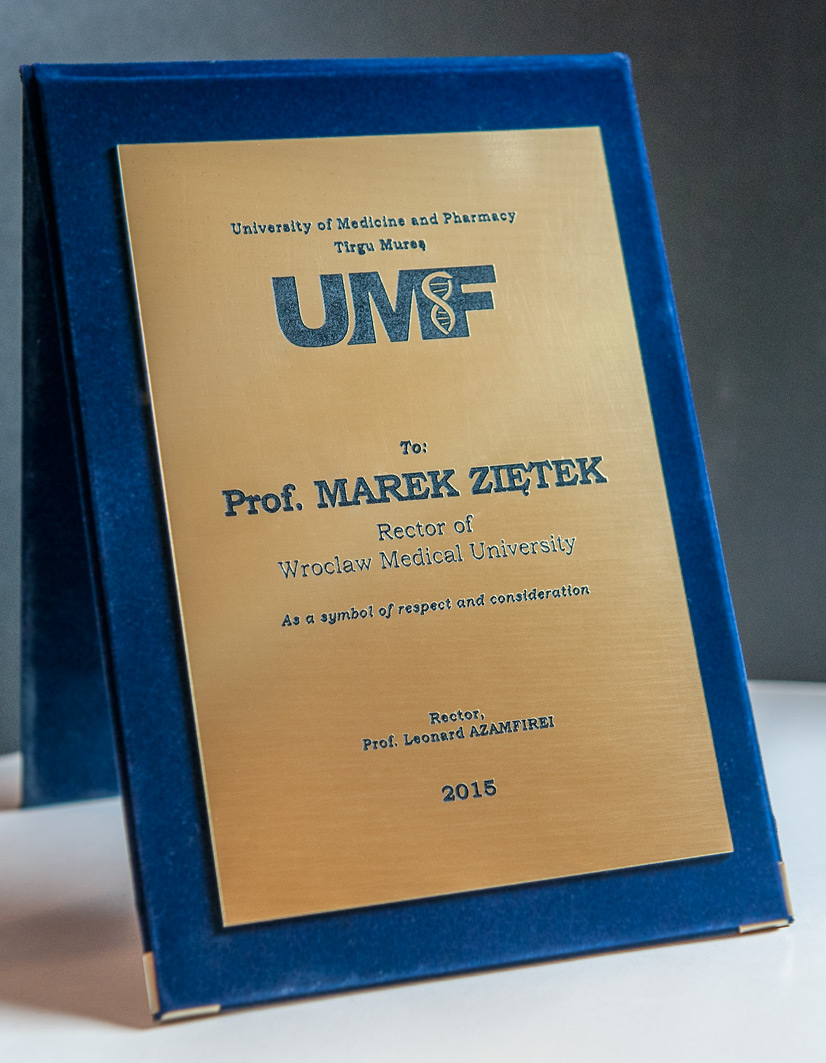 University of Medicine and Pharmacy
Tîrgu Mureş
UMF
To:
Prof. MAREK ZIĘTEK
Rector of
Wroclaw Medical University
As a symbol of respect and consideration
Rector,
Prof. Leonard AZAMFIREI
2015